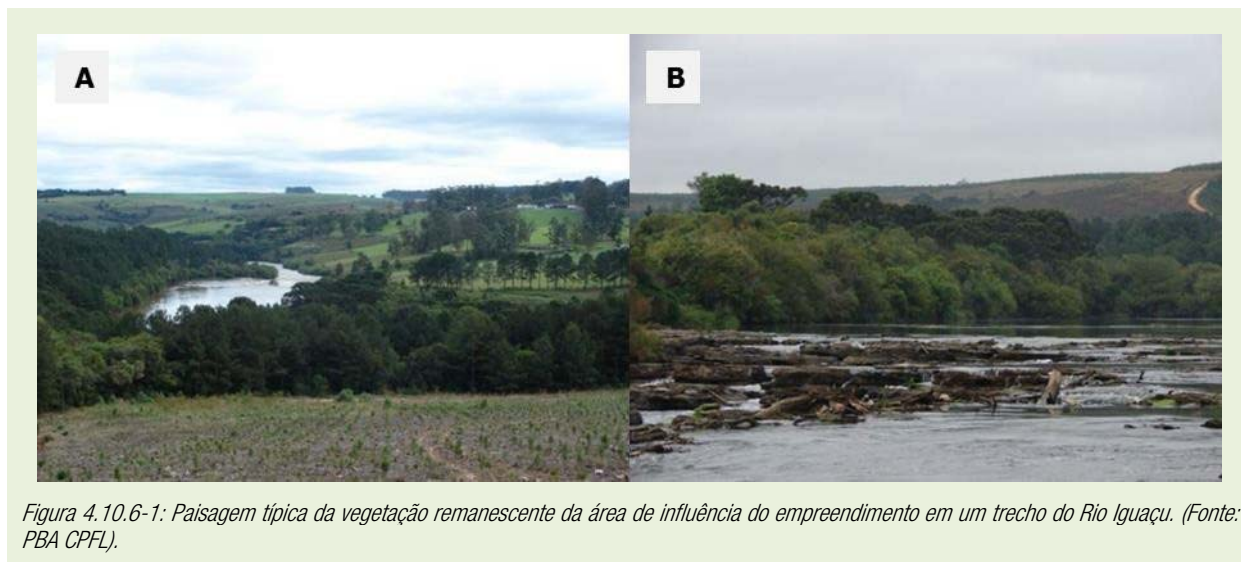 A
B
Figura 4.10.6-1: Paisagem típica da vegetação remanescente da área de influência do empreendimento em um trecho do Rio Iguaçu. (Fonte:
PBA CPFL).